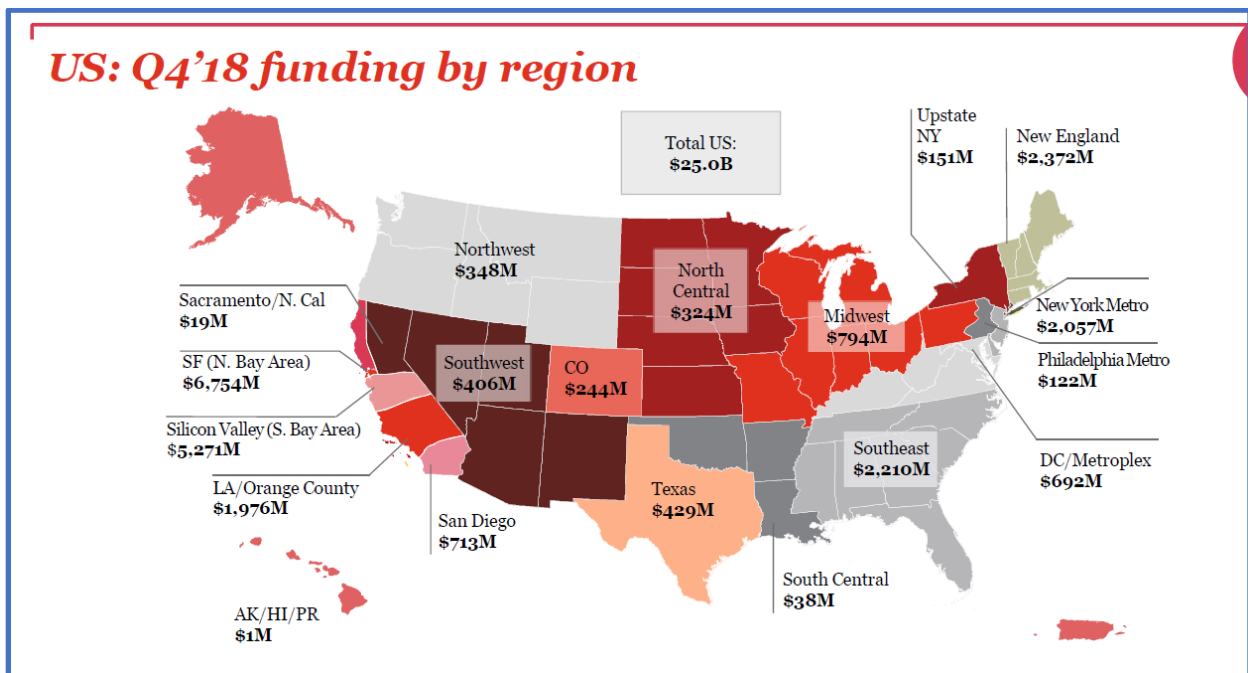 US: Q4’18 funding by region
Total US:
$25.0B
Upstate
NY
$151M
New England
$2,372M
Northwest
$348M
North
Central
$324M
Midwest
$794M
Sacramento/N. Cal
$19M
New York Metro
$2,057M
SF (N. Bay Area)
$6,754M
Southwest
$406M
CO
$244M
Philadelphia Metro
$122M
Silicon Valley (S. Bay Area)
$5,271M
Southeast
$2,210M
DC/Metroplex
$692M
LA/Orange County
$1,976M
Texas
$429M
San Diego
$713M
South Central
$38M
AK/HI/PR
$1M